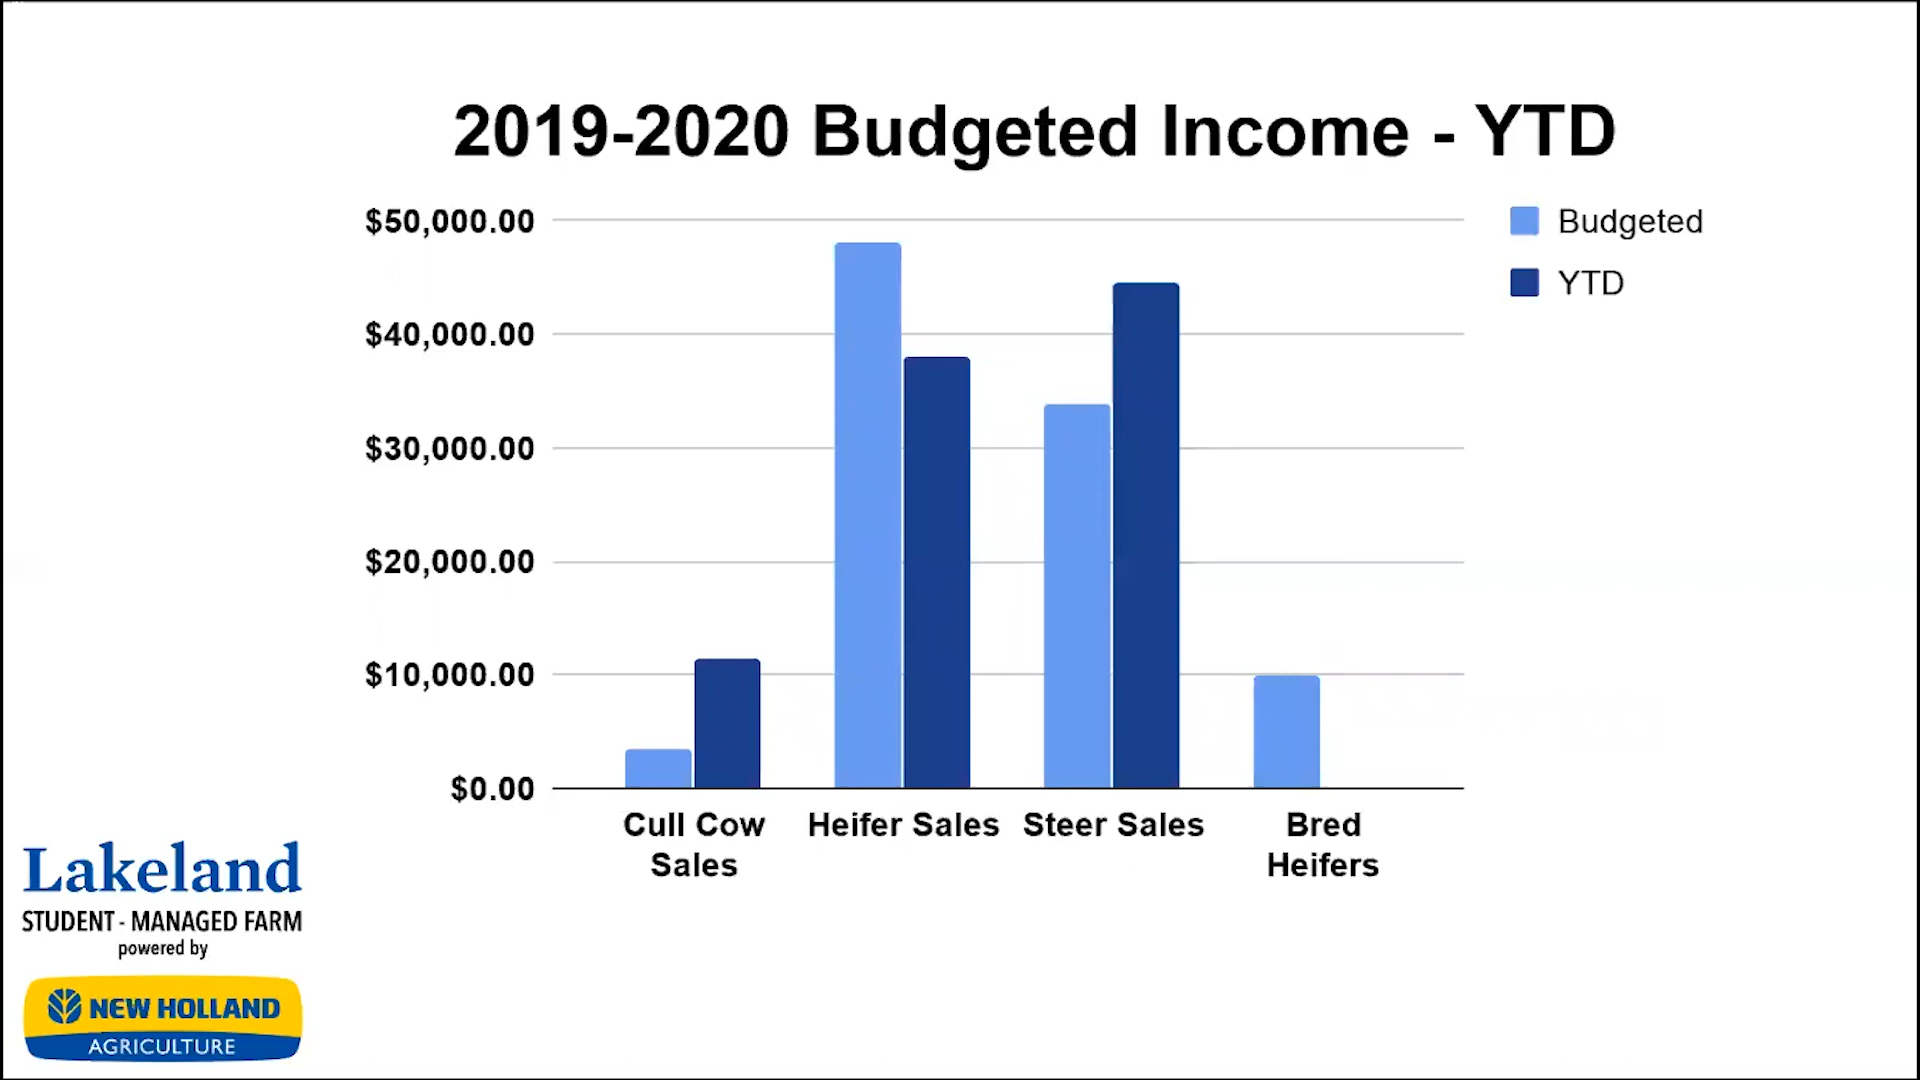 2019-2020 Budgeted Income - YTD
$50,000.00
$40,000.00
$30,000.00
$20,000.00
$10,000.00
$0.00
Budgeted
YTD
Cull Cow
Sales
Heifer Sales
Steer Sales
Bred
Heifers
Lakeland
STUDENT - MANAGED FARM
powered by
NEW HOLLAND
AGRICULTURE